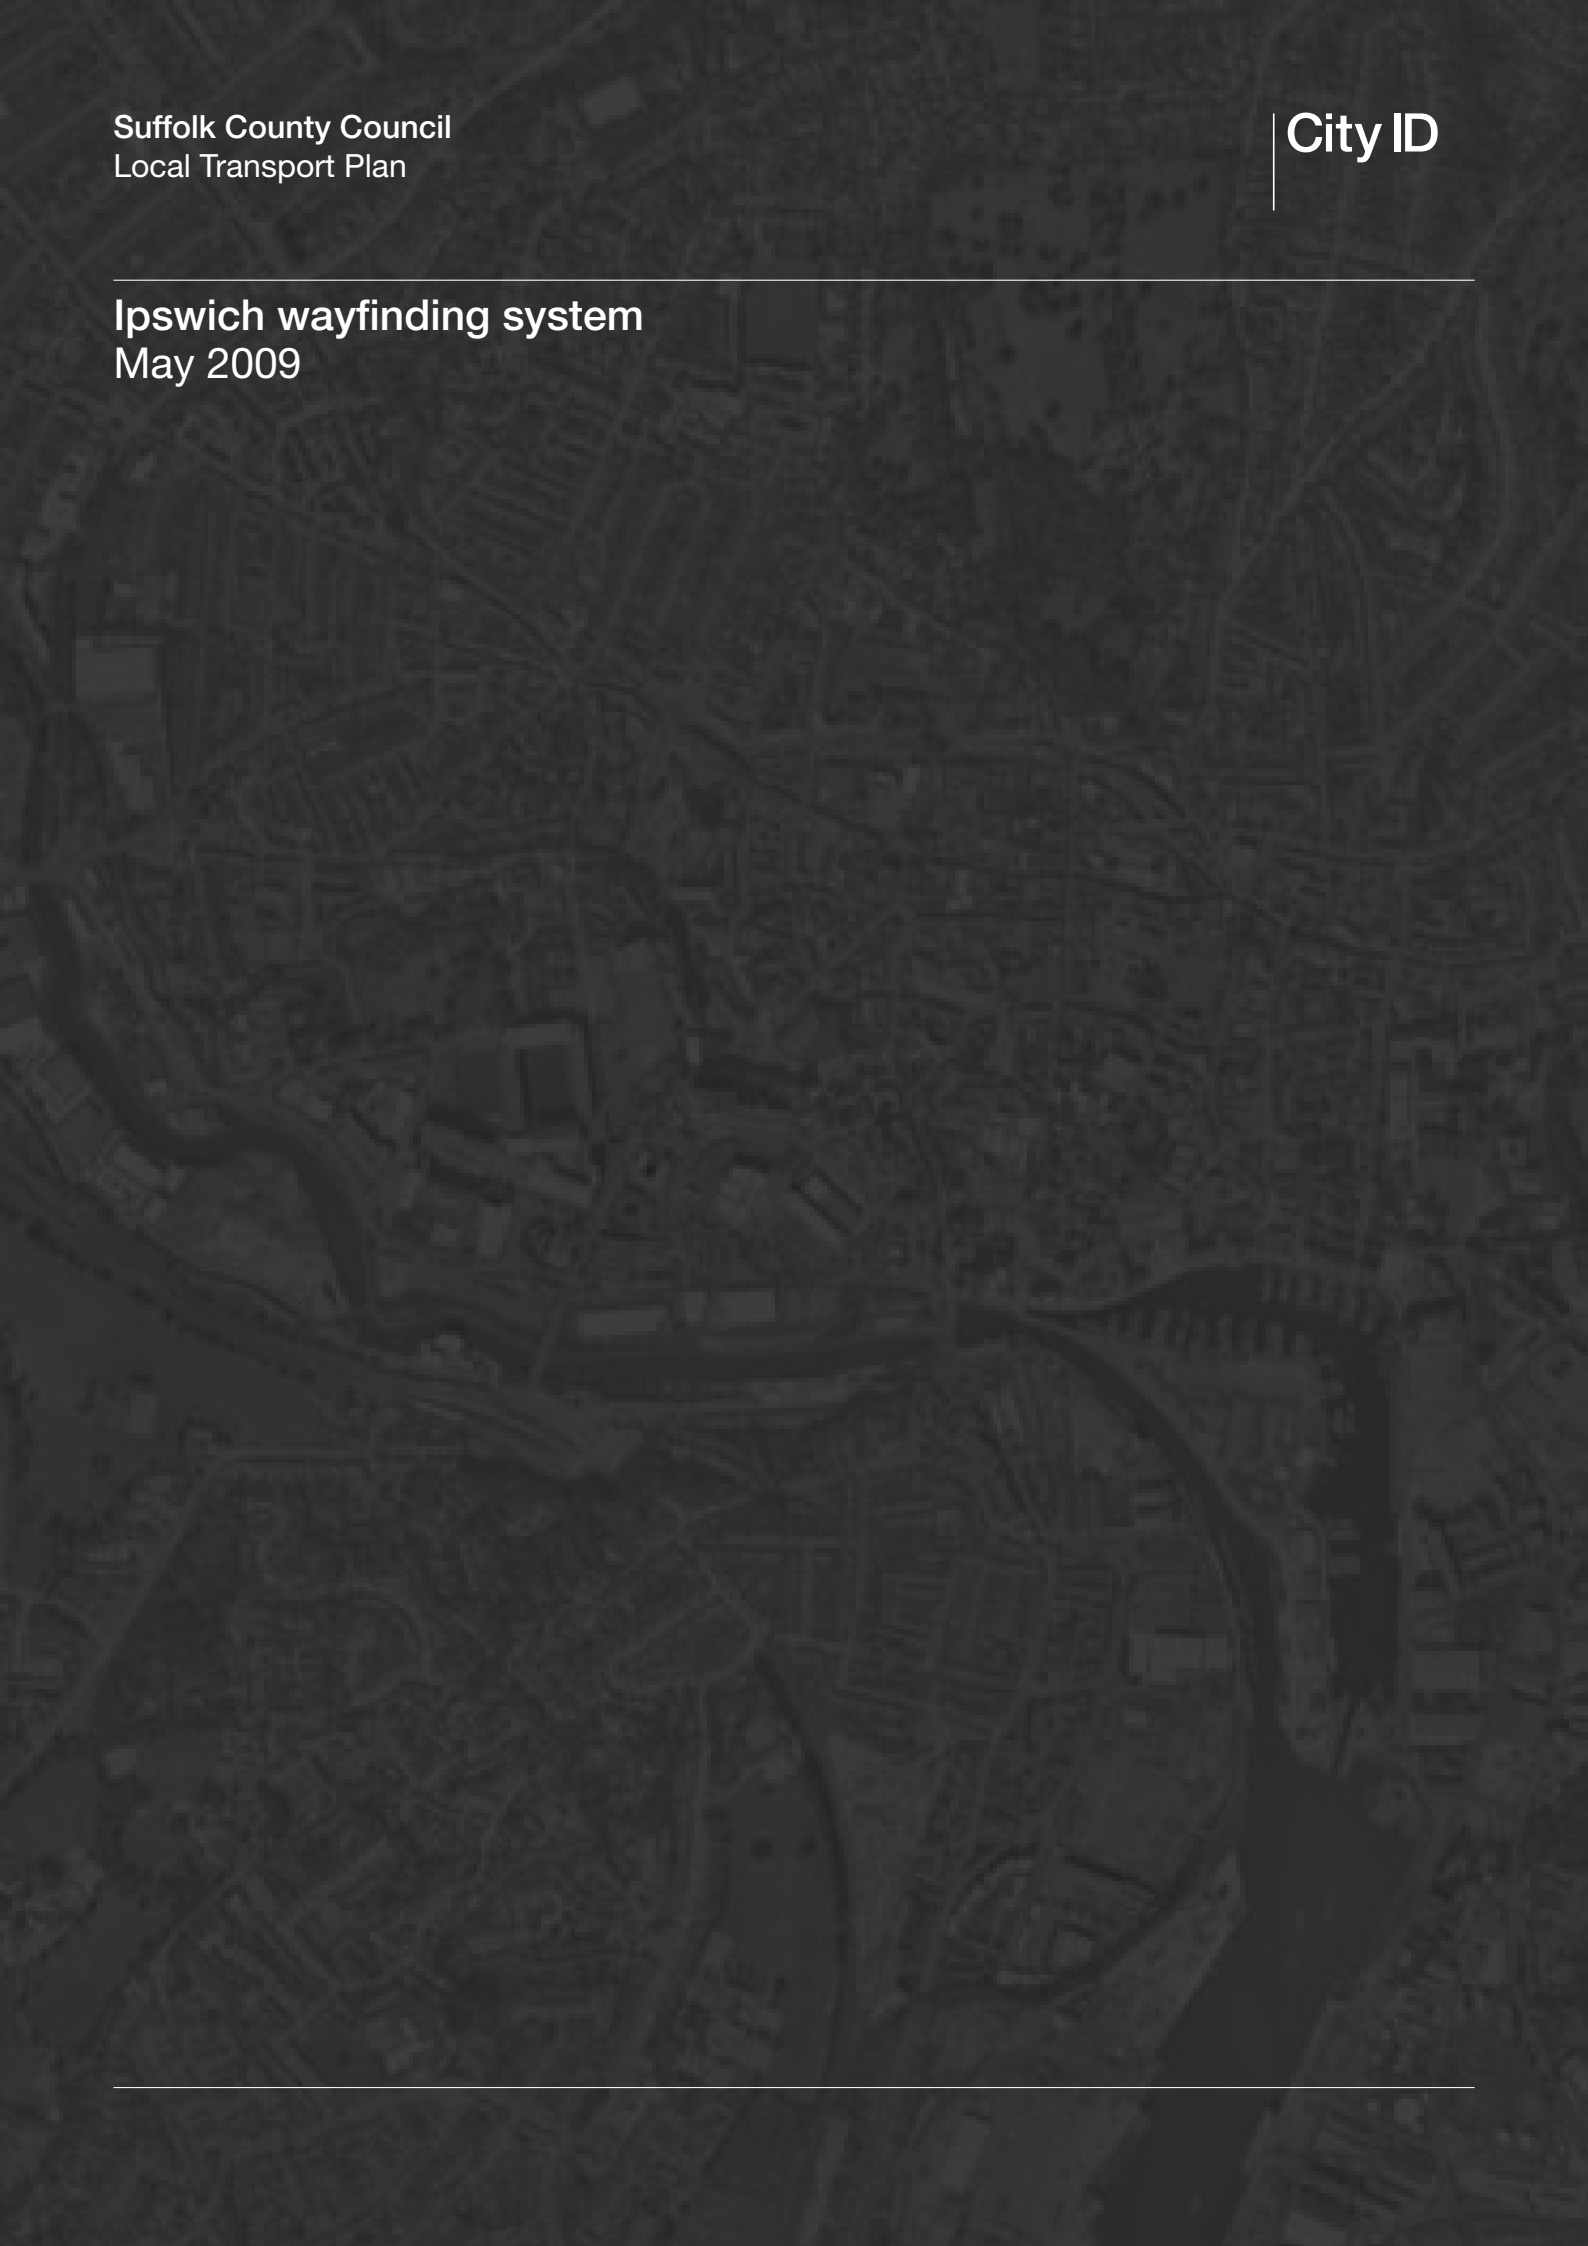 Suffolk County Council
Local Transport Plan
City ID
Ipswich wayfinding system
May 2009